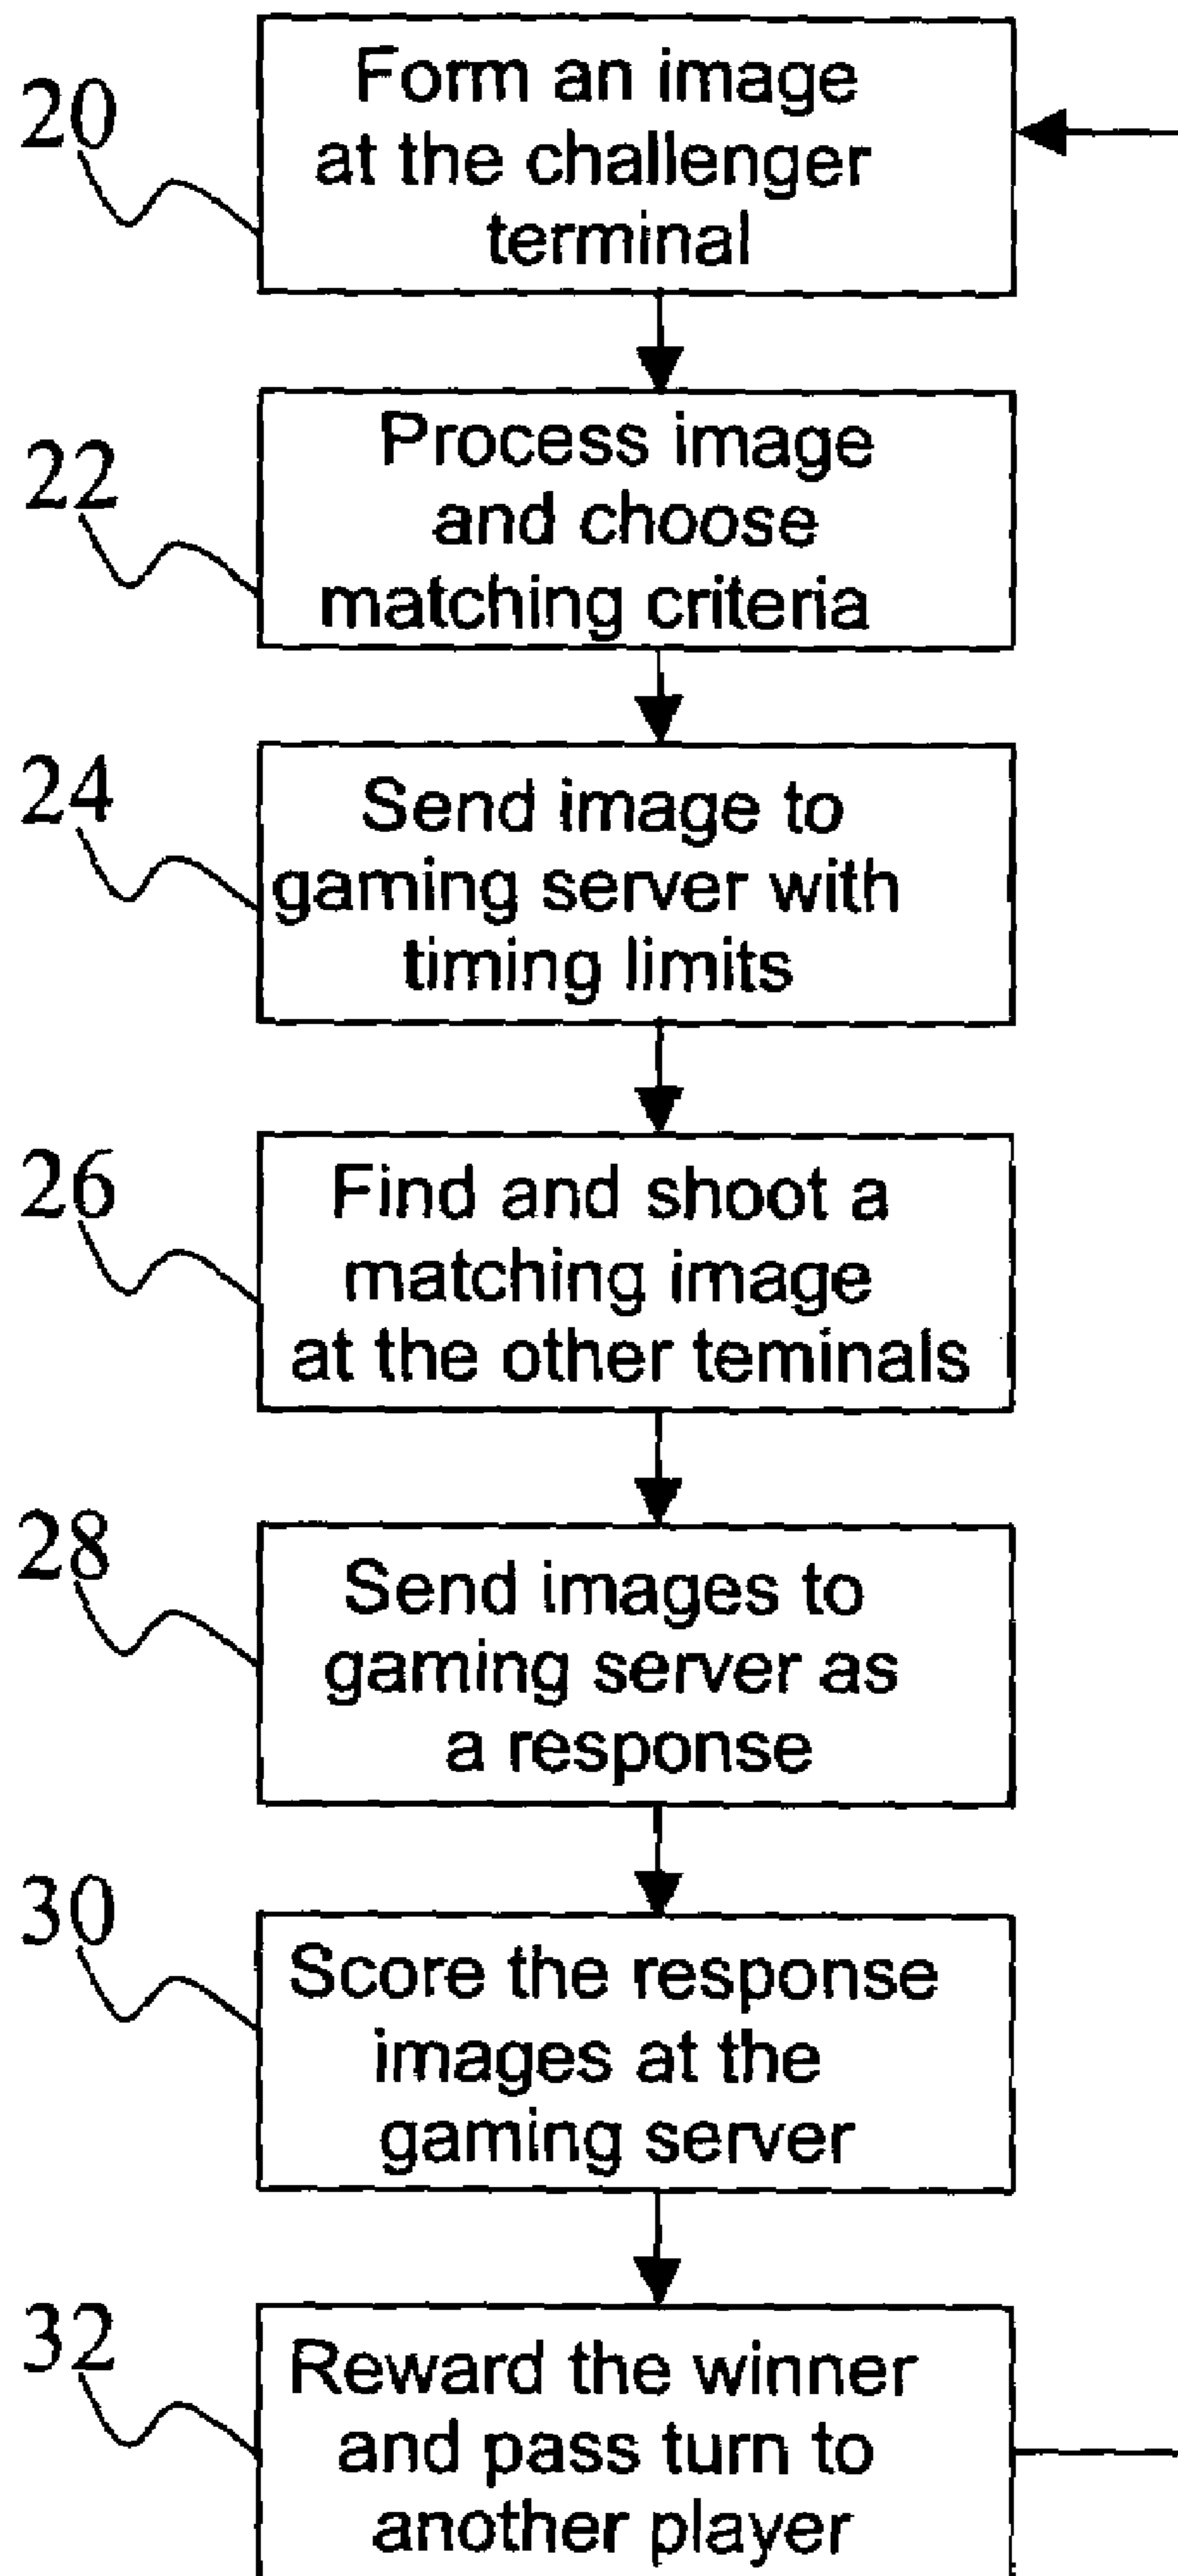 20
Form an image
at the challenger
terminal
22
Process image
and choose
matching criteria
24
Send image to
gaming server with
timing limits
26
Find and shoot a
matching image
at the other teminals
28
Send images to
gaming server as
a response
30
Score the response
images at the
gaming server
32
Reward the winner
and pass turn to
another player